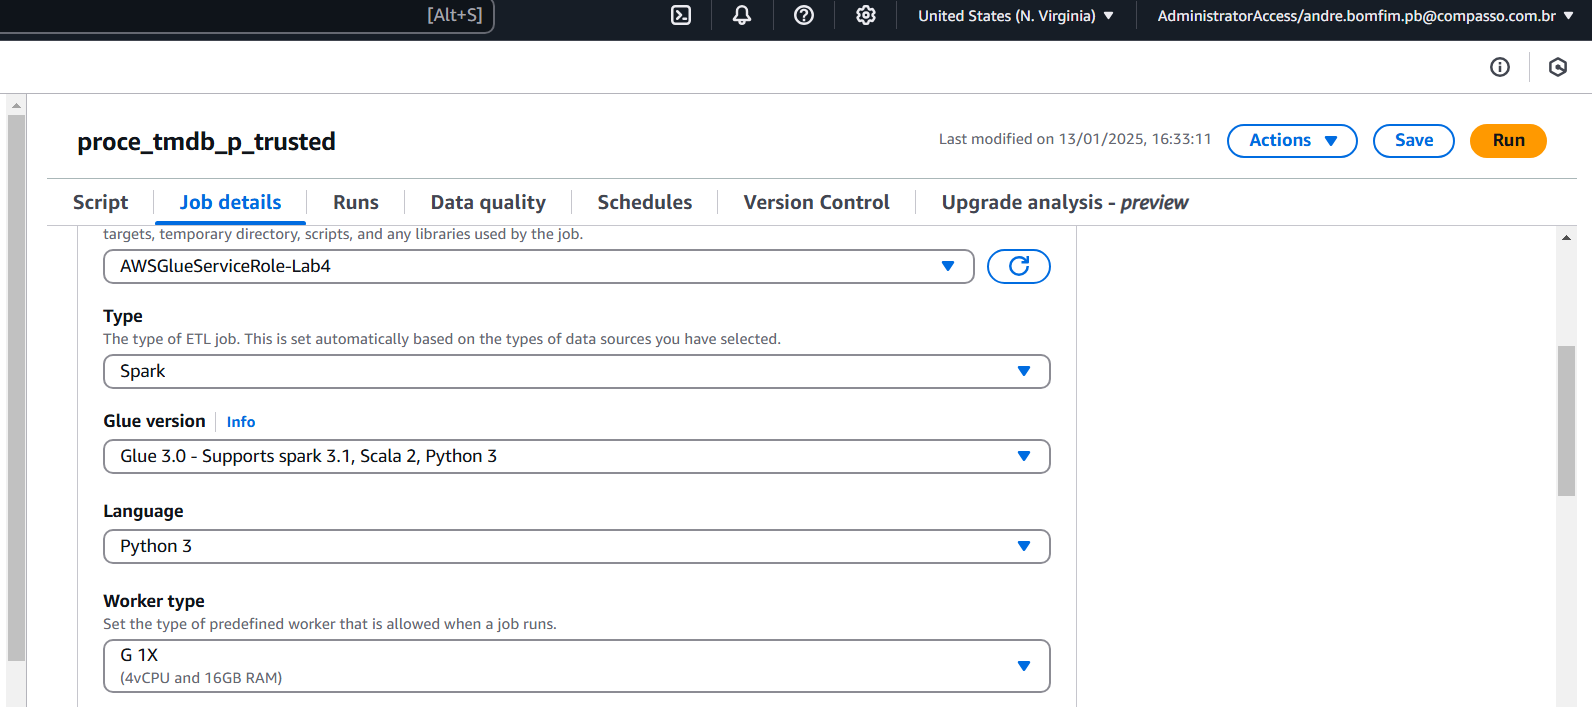 [Alt+S]
United States (N. Virginia)
AdministratorAccess/andre.bomfim.pb@compasso.com.br
proce_tmdb_p_trusted
Last modified on 13/01/2025, 16:33:11
Actions
Save
Run
Script
Job details
Runs
Data quality
Schedules
Version Control
Upgrade analysis - preview
targets, temporary directory, scripts, and any libraries used by the job.
AWSGlueServiceRole-Lab4
Type
The type of ETL job. This is set automatically based on the types of data sources you have selected.
Spark
Glue version
Info
Glue 3.0 - Supports spark 3.1, Scala 2, Python 3
Language
Python 3
Worker type
Set the type of predefined worker that is allowed when a job runs.
G 1X
(4vCPU and 16GB RAM)